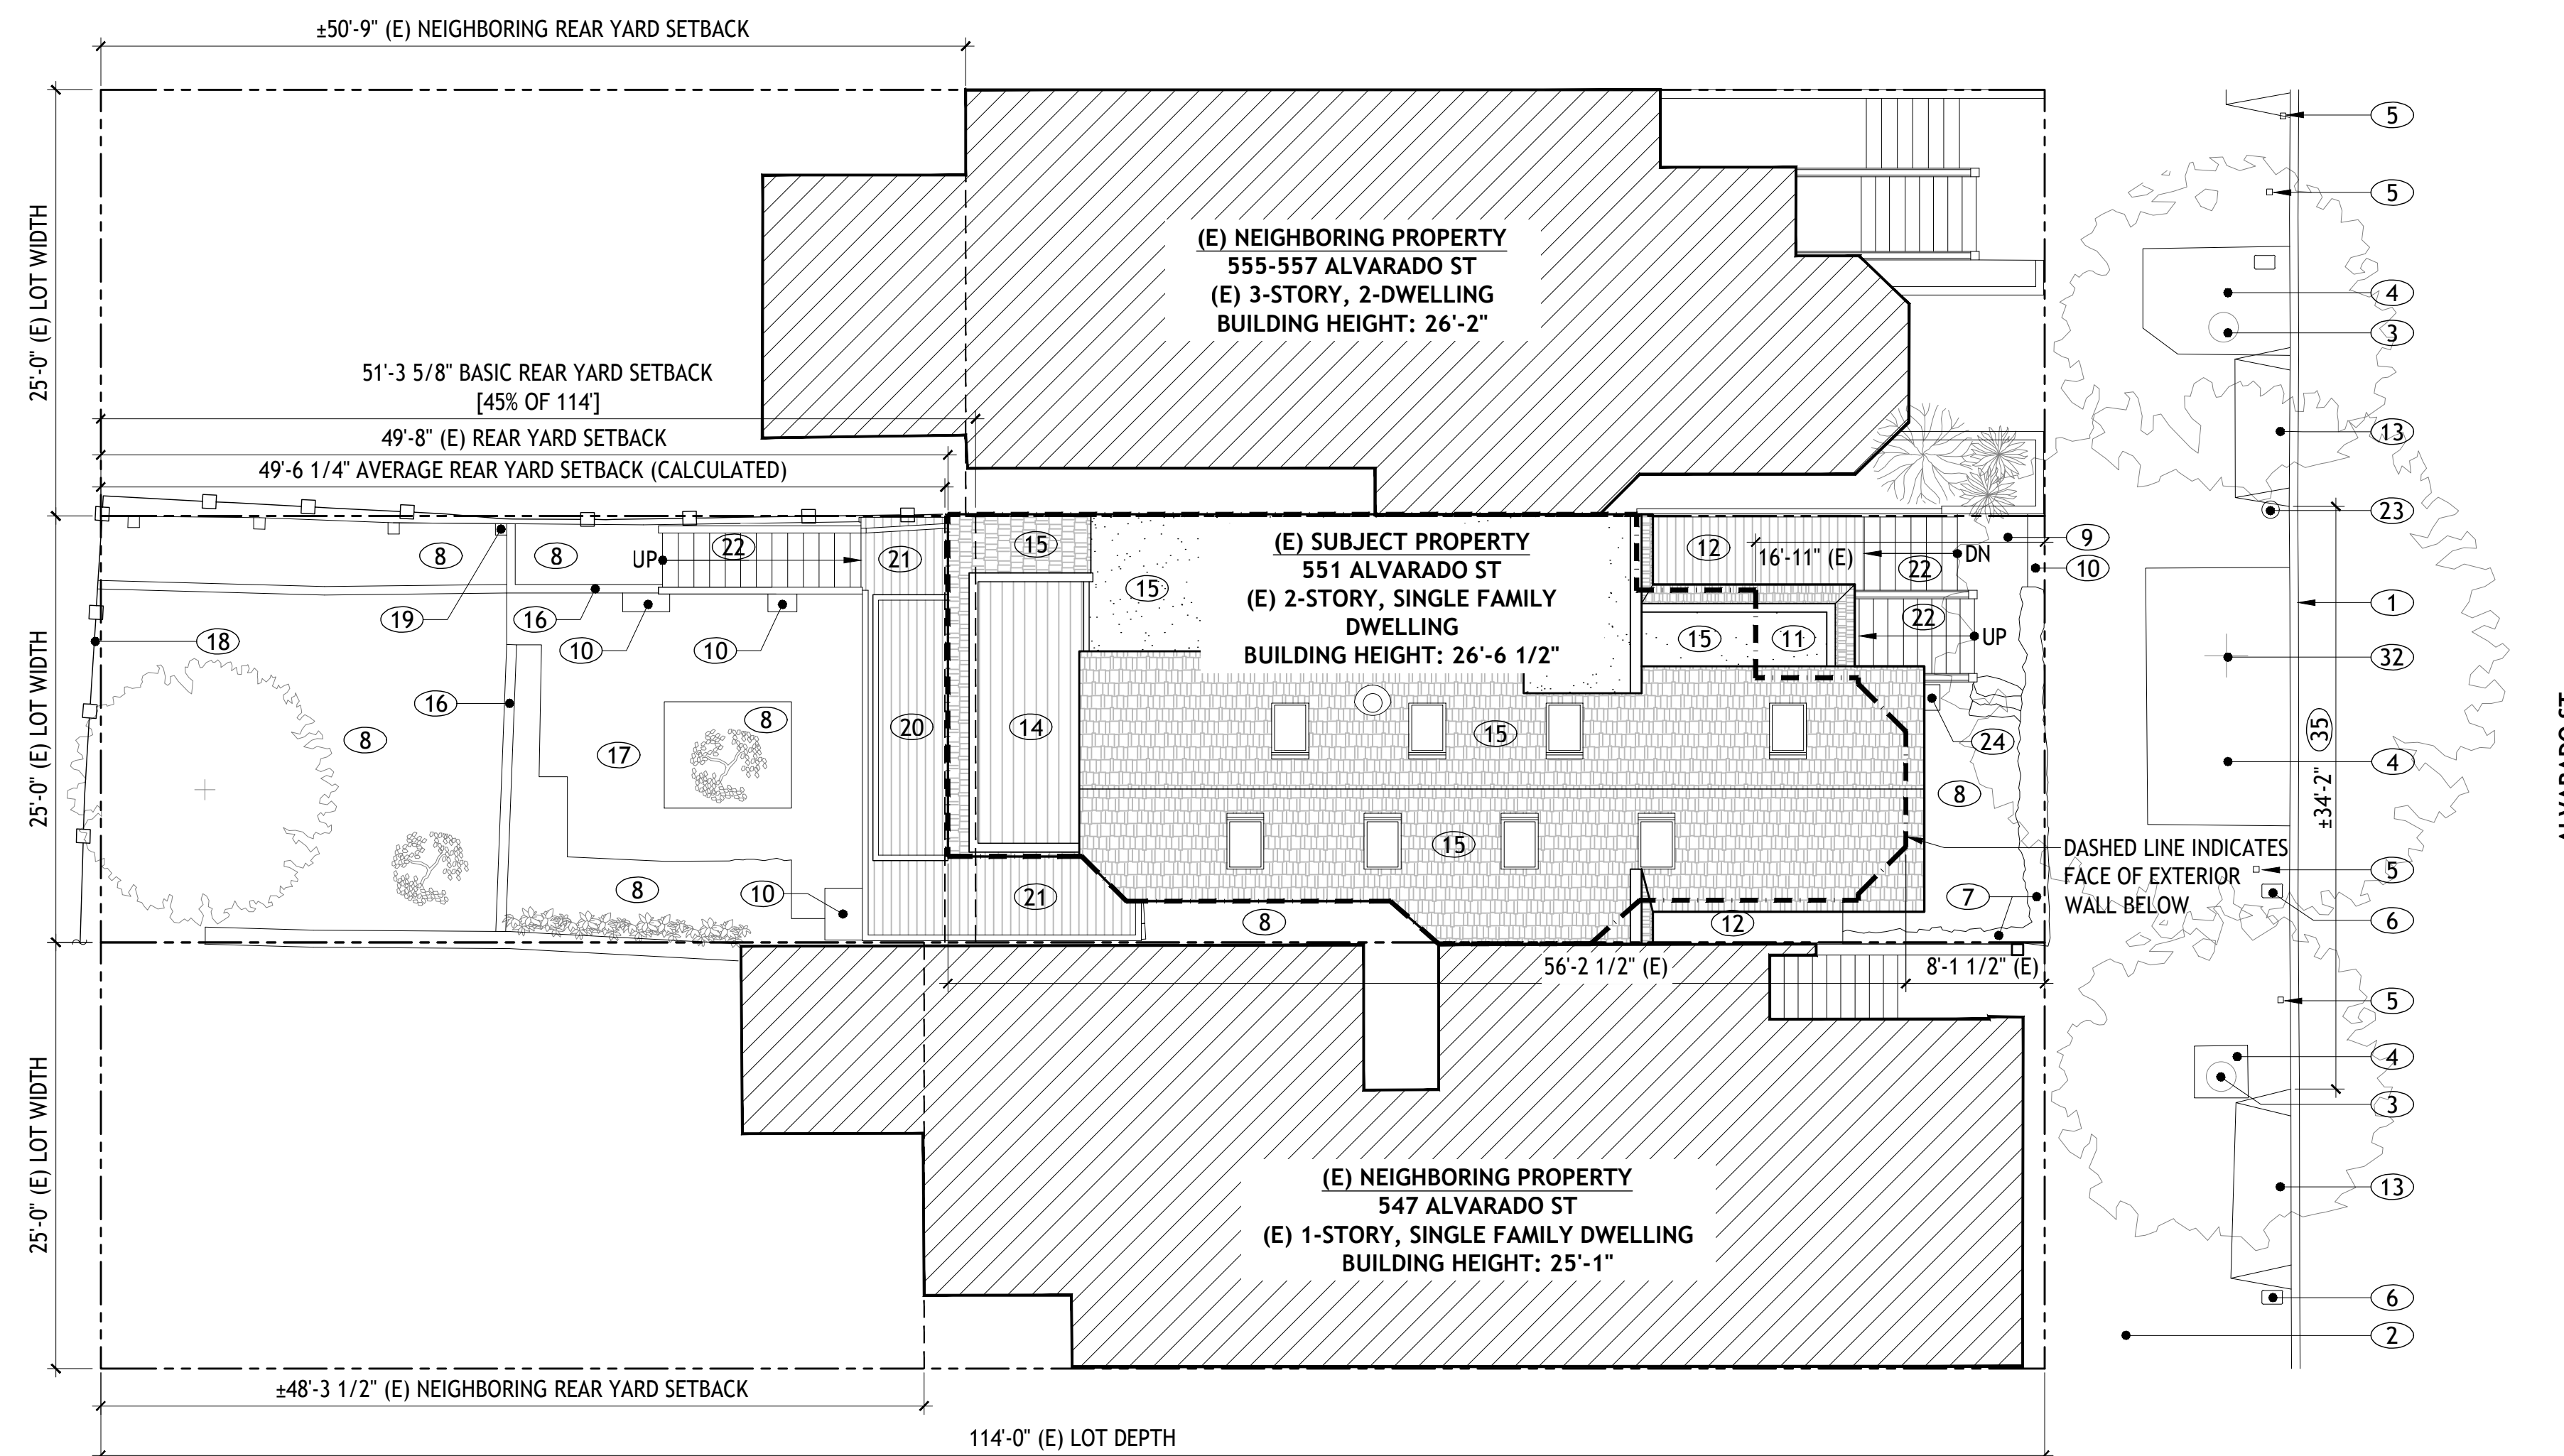 ±50'-9" (E) NEIGHBORING REAR YARD SETBACK
25'-0" (E) LOT WIDTH
(E) NEIGHBORING PROPERTY
555-557 ALVARADO ST
(E) 3-STORY, 2-DWELLING
BUILDING HEIGHT: 26'-2"
51'-3 5/8" BASIC REAR YARD SETBACK
[45% OF 114']
49'-8" (E) REAR YARD SETBACK
49'-6 1/4" AVERAGE REAR YARD SETBACK (CALCULATED)
5
5
4
3
13
23
25'-0" (E) LOT WIDTH
8
8
UP
22
21
15
15
(E) SUBJECT PROPERTY
551 ALVARADO ST
(E) 2-STORY, SINGLE FAMILY
DWELLING
BUILDING HEIGHT: 26'-6 1/2"
12
16'-11" (E)
DN
22
9
10
19
16
10
10
18
15
11
22
UP
1
32
16
8
17
8
20
14
15
24
35
±34'-2"
4
8
15
DASHED LINE INDICATES
FACE OF EXTERIOR
WALL BELOW
8
10
21
8
12
7
5
6
56'-2 1/2" (E)
8'-1 1/2" (E)
5
4
3
13
6
2
25'-0" (E) LOT WIDTH
(E) NEIGHBORING PROPERTY
547 ALVARADO ST
(E) 1-STORY, SINGLE FAMILY DWELLING
BUILDING HEIGHT: 25'-1"
±48'-3 1/2" (E) NEIGHBORING REAR YARD SETBACK
114'-0" (E) LOT DEPTH